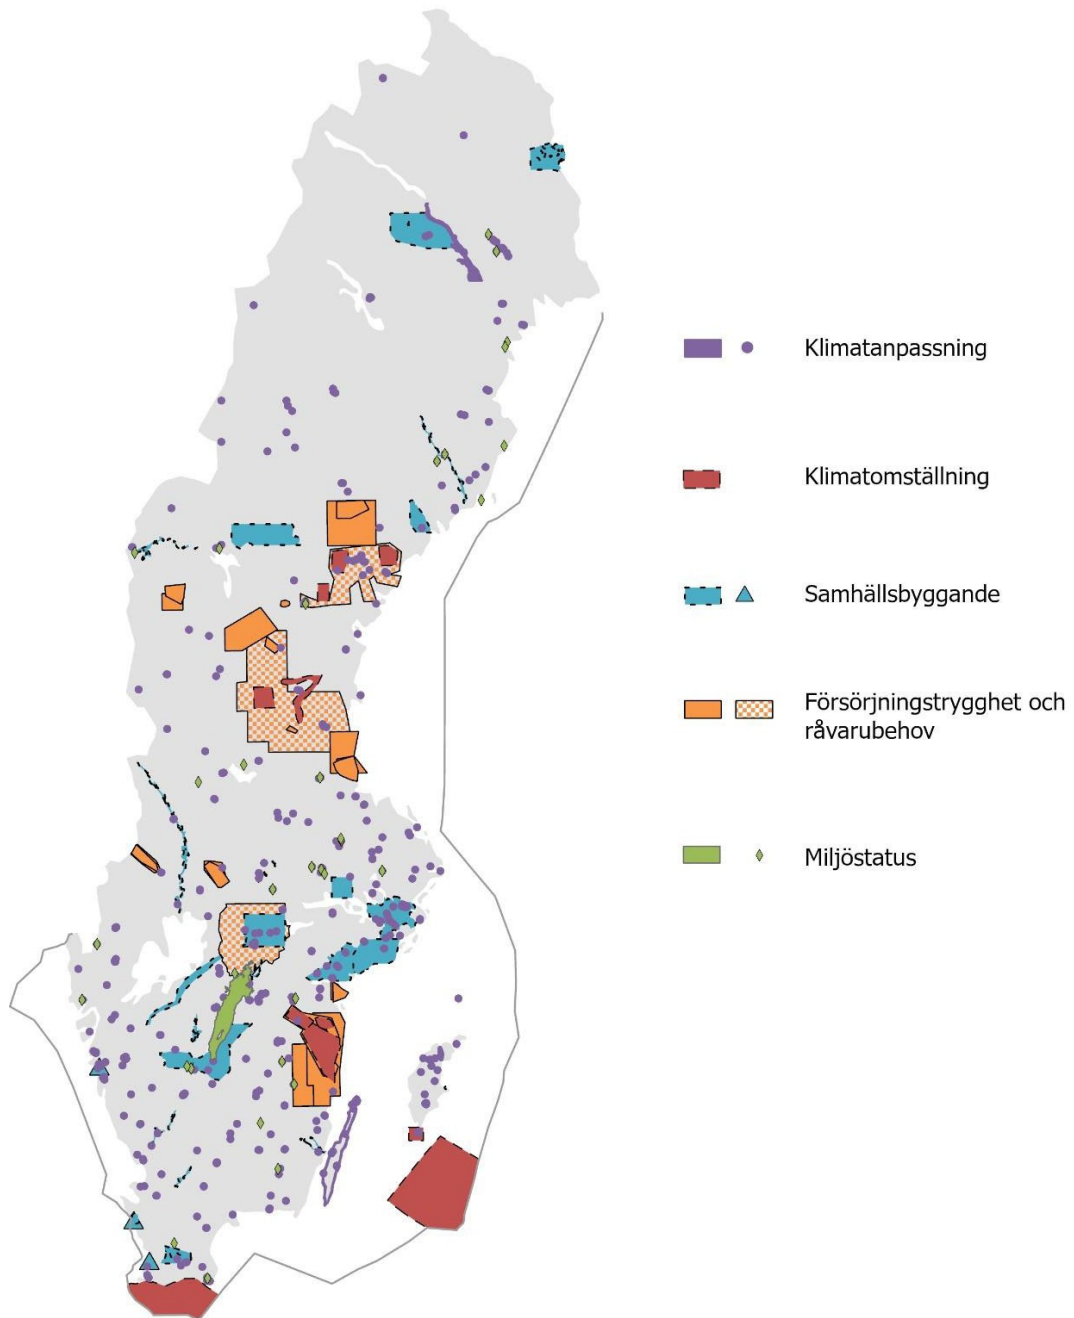 Klimatanpassning
Klimatomställning
Samhällsbyggande
Försörjningstrygghet och
råvarubehov
Miljöstatus